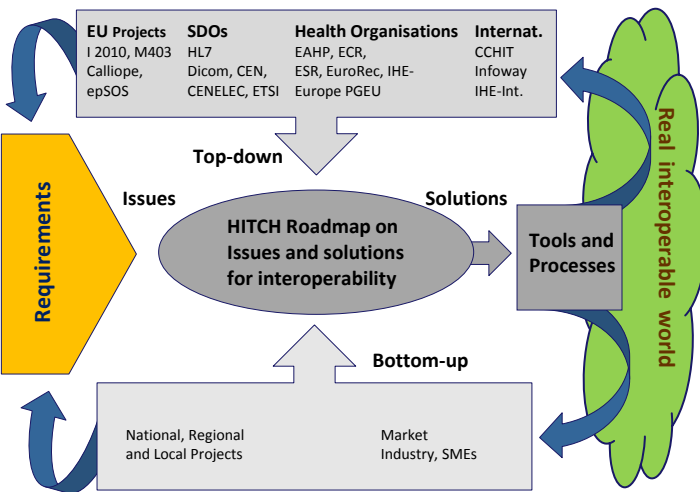 EU Projects
I 2010, M403
Calliope,
epSOS
SDOs
HL7
Dicom, CEN,
CENELEC, ETSI
Health Organisations
EAHP, ECR,
ESR, EuroRec, IHE-
Europe PGEU
Internat.
CCHIT
Infoway
IHE-Int.
Top-down
Requirements
Issues
HITCH Roadmap on
Issues and solutions
for interoperability
Solutions
Tools and
Processes
Real interoperable world
Bottom-up
National, Regional
and Local Projects
Market
Industry, SMEs